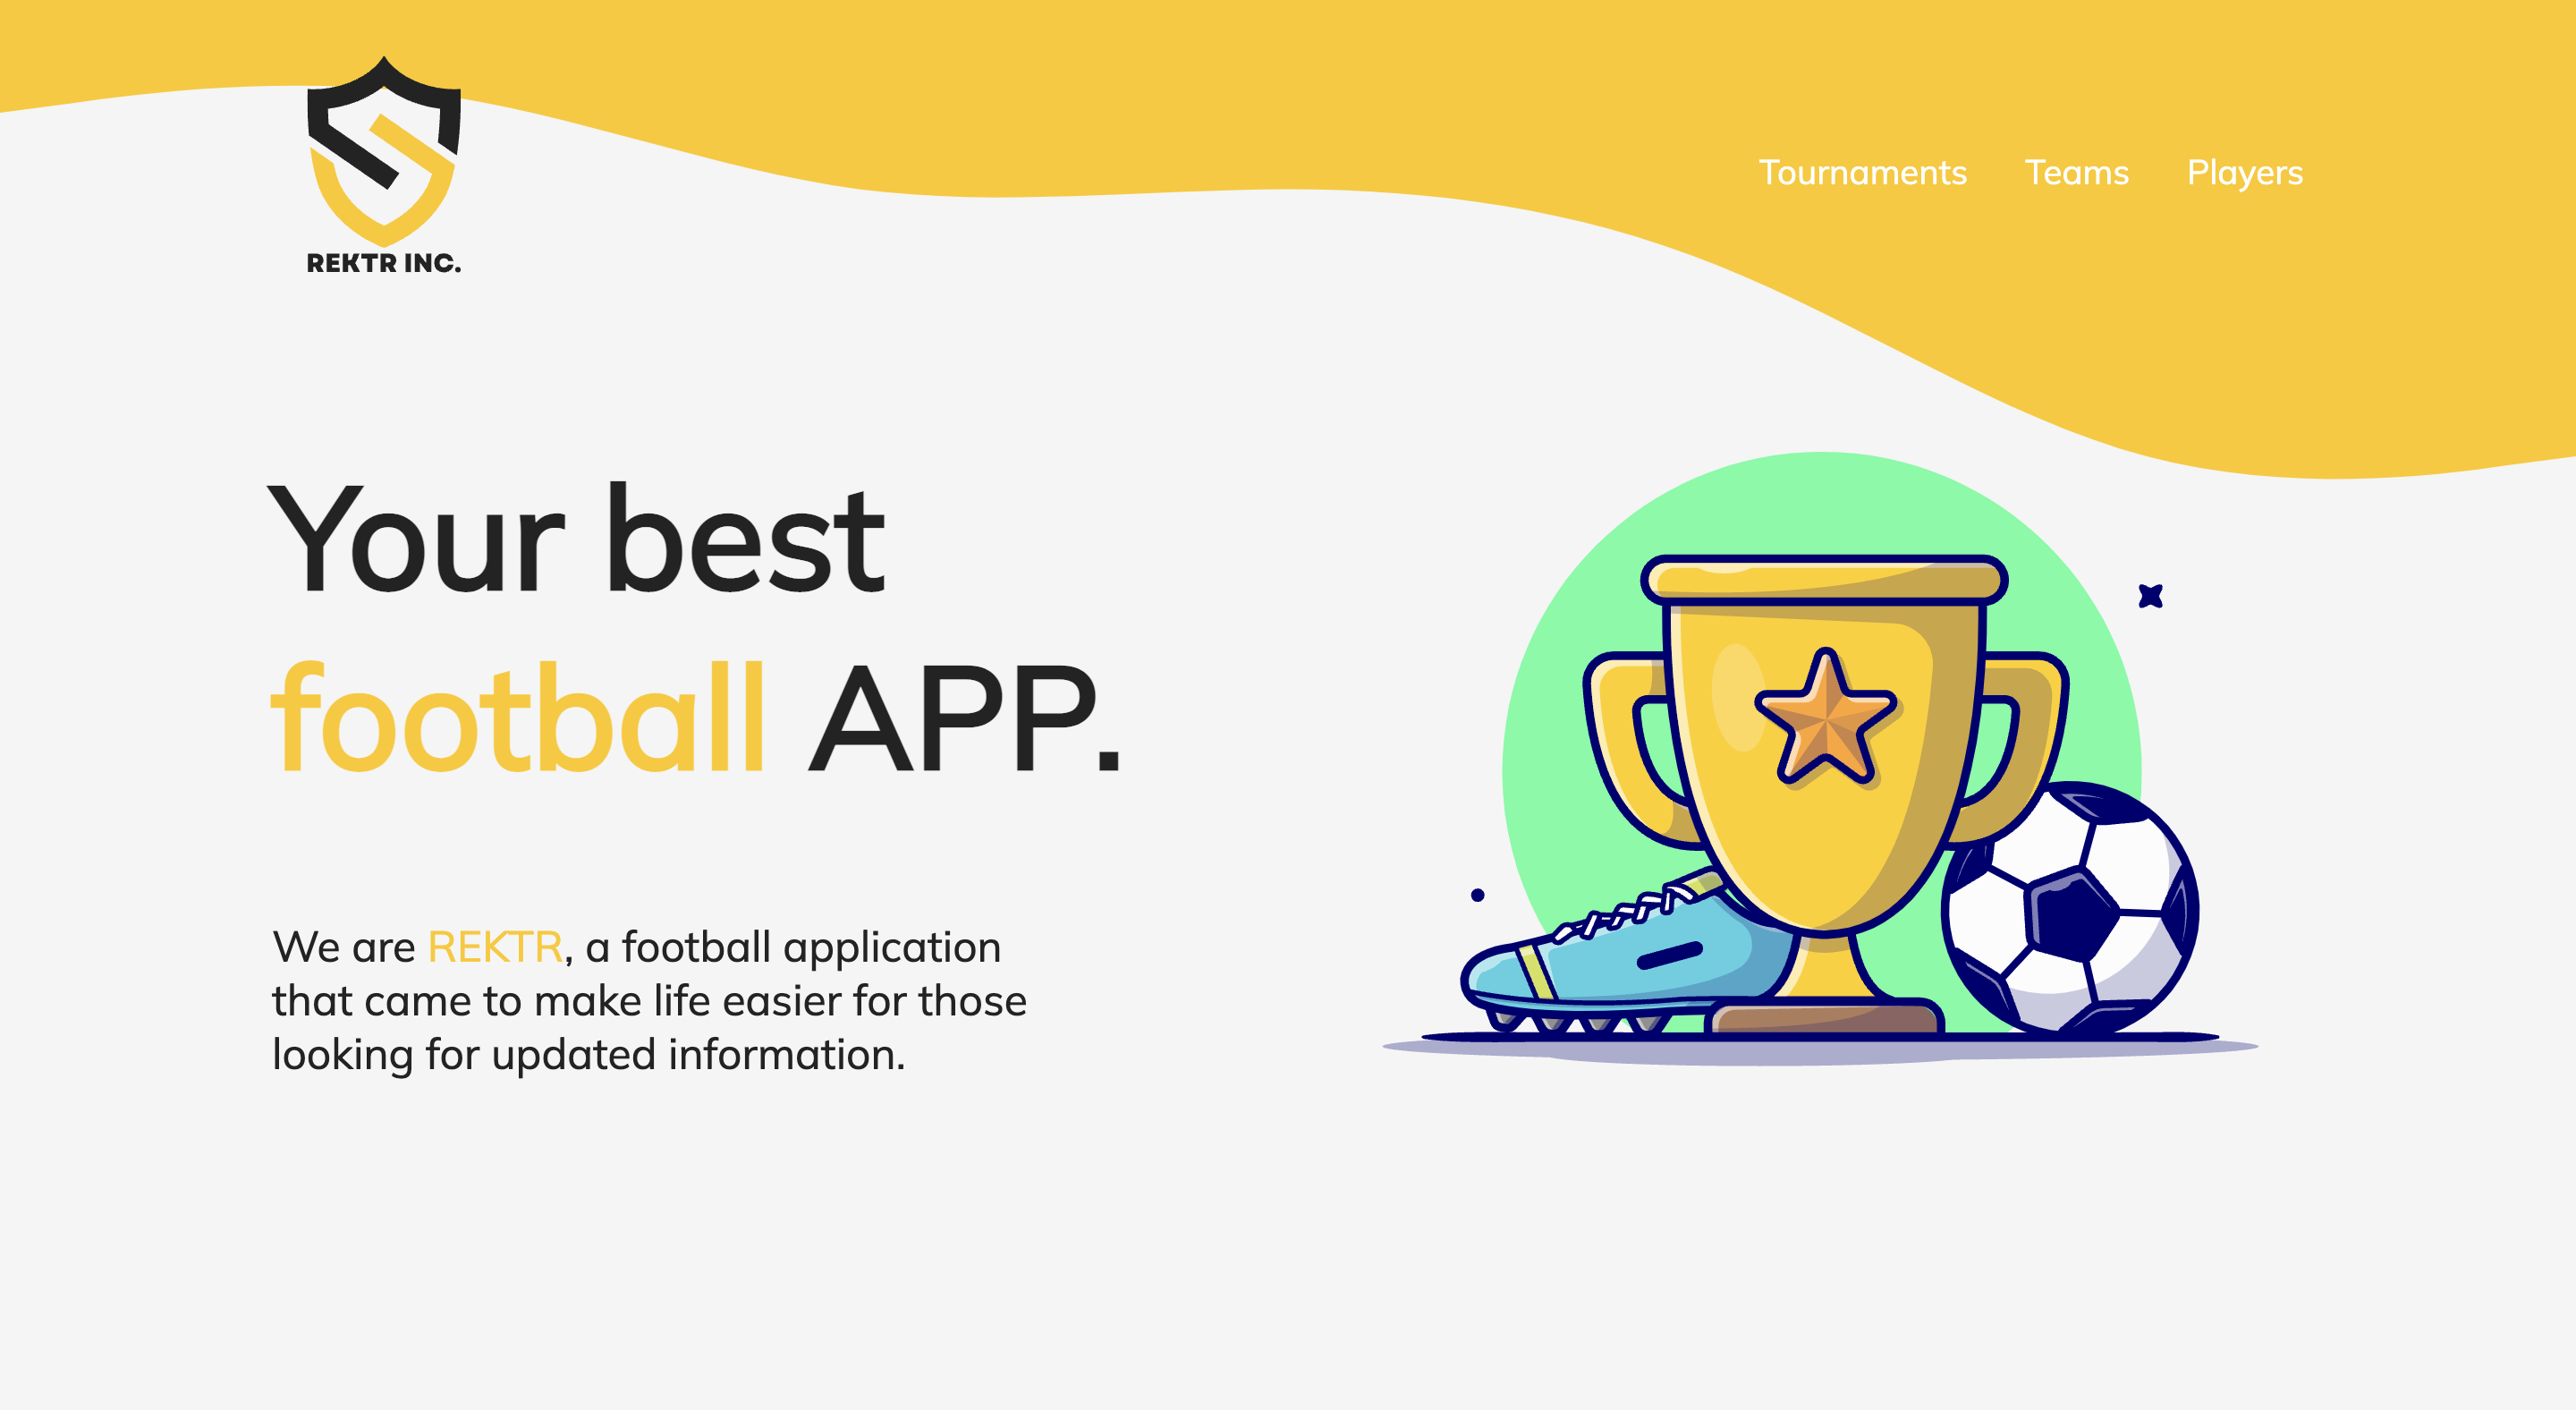 REKTR INC.
Tournaments Teams Players
Your best
football APP.
We are REKTR, a football application
that came to make life easier for those
looking for updated information.